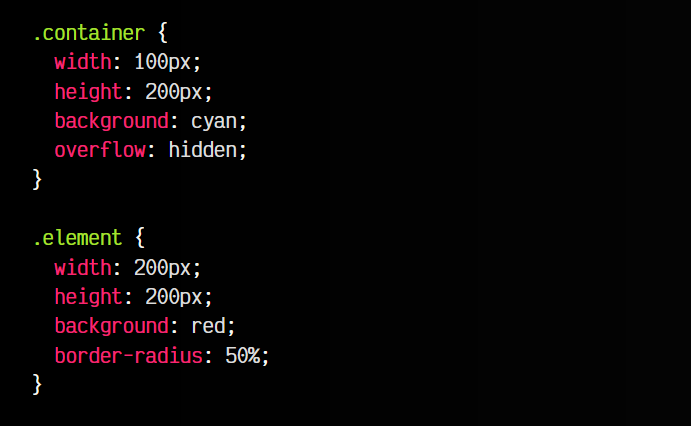 .container {
  width: 100px;
  height: 200px;
  background: cyan;
  overflow: hidden;
}

.element {
  width: 200px;
  height: 200px;
  background: red;
  border-radius: 50%;
}